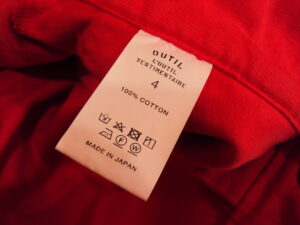 OUTIL
L'OUTIL
VESTIMENTAIRE
4
100% COTTON
F W
MADE IN JAPAN